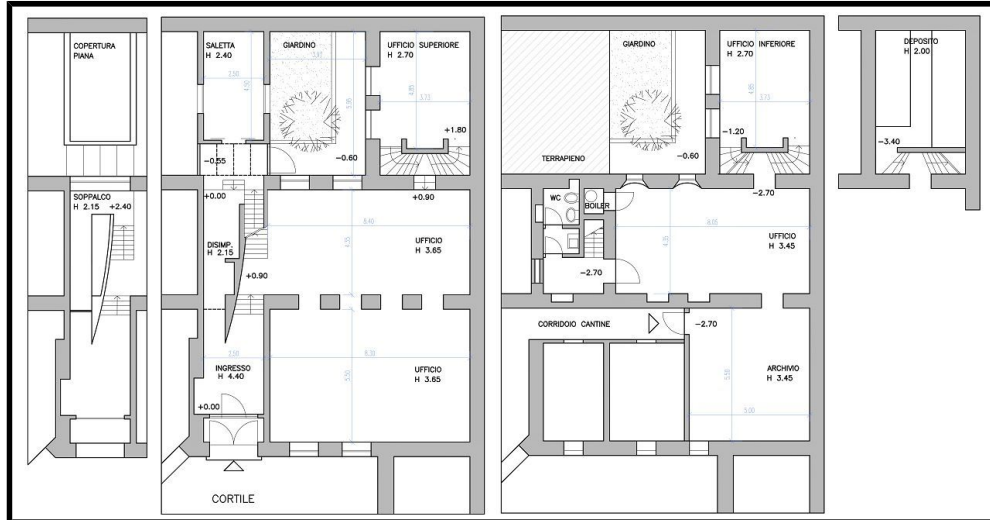 COPERTURA
PIANA
SOPPALCO
H 2.15 +2.40
SALETTA
H 2.40
GIARDINO
UFFICIO SUPERIORE
H 2.70
+1.80
-0.55
-0.60
+0.00
+0.90
DISIMP.
H 2.15
+0.90
UFFICIO
H 3.65
INGRESSO
H 4.40
UFFICIO
H 3.65
+0.00
CORTILE
GIARDINO
UFFICIO INFERIORE
H 2.70
-1.20
-0.60
TERRAPIENO
-2.70
WC
BOILER
UFFICIO
H 3.45
-2.70
CORRIDOIO CANTINE
-2.70
ARCHIVIO
H 3.45
5.00
DEPOSITO
H 2.00
-3.40